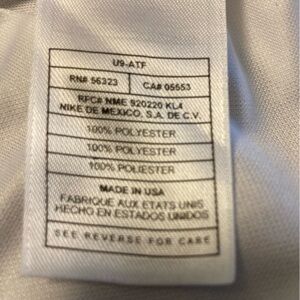 U9-ATF
RN# 56323 CA# 05553
RFC# NME 920220 KL4
NIKE DE MEXICO, S.A. DE C.V.
100% POLYESTER
100% POLYESTER
100% POLIESTER
MADE IN USA
FABRIQUE AUX ETATS UNIS
HECHO EN ESTADOS UNIDOS
SEE REVERSE FOR CARE